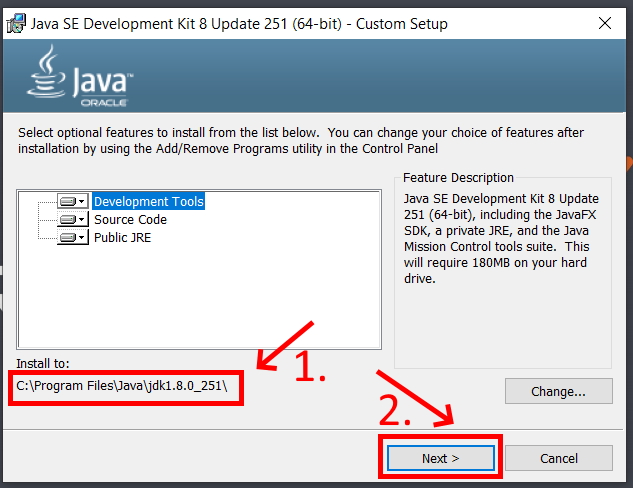 Java SE Development Kit 8 Update 251 (64-bit) - Custom Setup
Java™
ORACLE
Select optional features to install from the list below. You can change your choice of features after
installation by using the Add/Remove Programs utility in the Control Panel
Development Tools
Source Code
Public JRE
Feature Description
Java SE Development Kit 8 Update
251 (64-bit), including the JavaFX
SDK, a private JRE, and the Java
Mission Control tools suite. This
will require 180MB on your hard
drive.
Install to:
C:\Program Files\Java\jdk1.8.0_251\
1.
Change...
2.
Next >
Cancel